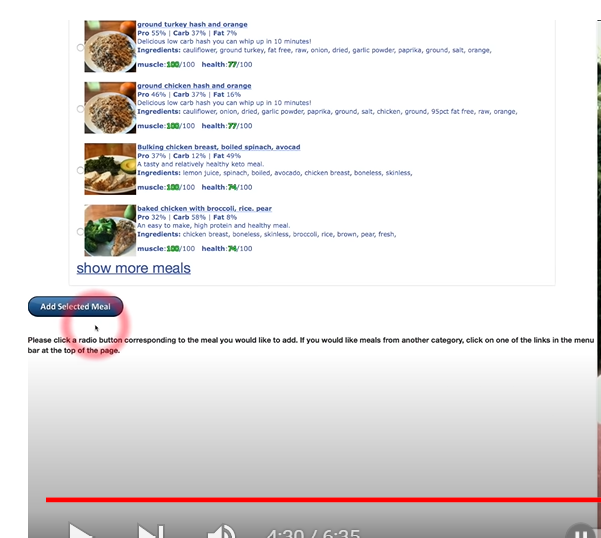 ground turkey hash and orange
Pro 55% | Carb 37% | Fat 7%
Delicious low carb hash you can whip up in 10 minutes!
Ingredients: cauliflower, ground turkey, fat free, raw, onion, dried, garlic powder, paprika, ground, salt, orange,
muscle:100/100 health:77/100
ground chicken hash and orange
Pro 46% | Carb 37% | Fat 16%
Delicious low carb hash you can whip up in 10 minutes!
Ingredients: cauliflower, onion, dried, garlic powder, paprika, ground, salt, chicken, ground, 95pct fat free, raw, orange,
muscle:100/100 health:77/100
Bulking chicken breast, boiled spinach, avocad
Pro 37% | Carb 12% | Fat 49%
A tasty and relatively healthy keto meal.
Ingredients: lemon juice, spinach, boiled, avocado, chicken breast, boneless, skinless,
muscle:100/100 health:74/100
baked chicken with broccoli, rice. pear
Pro 32% | Carb 58% | Fat 8%
An easy to make, high protein and healthy meal.
Ingredients: chicken breast, boneless, skinless, broccoli, rice, brown, pear, fresh,
muscle:100/100 health:74/100
show more meals
Add Selected Meal
Please click a radio button corresponding to the meal you would like to add. If you would like meals from another category, click on one of the links in the menu
bar at the top of the page.
4:30 / 6:35